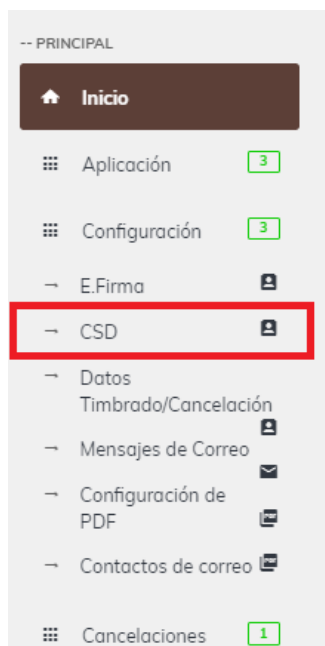 -- PRINCIPAL
Inicio
Aplicación 3
Configuración 3
E.Firma
CSD
Datos
Timbrado/Cancelación
Mensajes de Correo
Configuración de
PDF
Contactos de correo
Cancelaciones 1